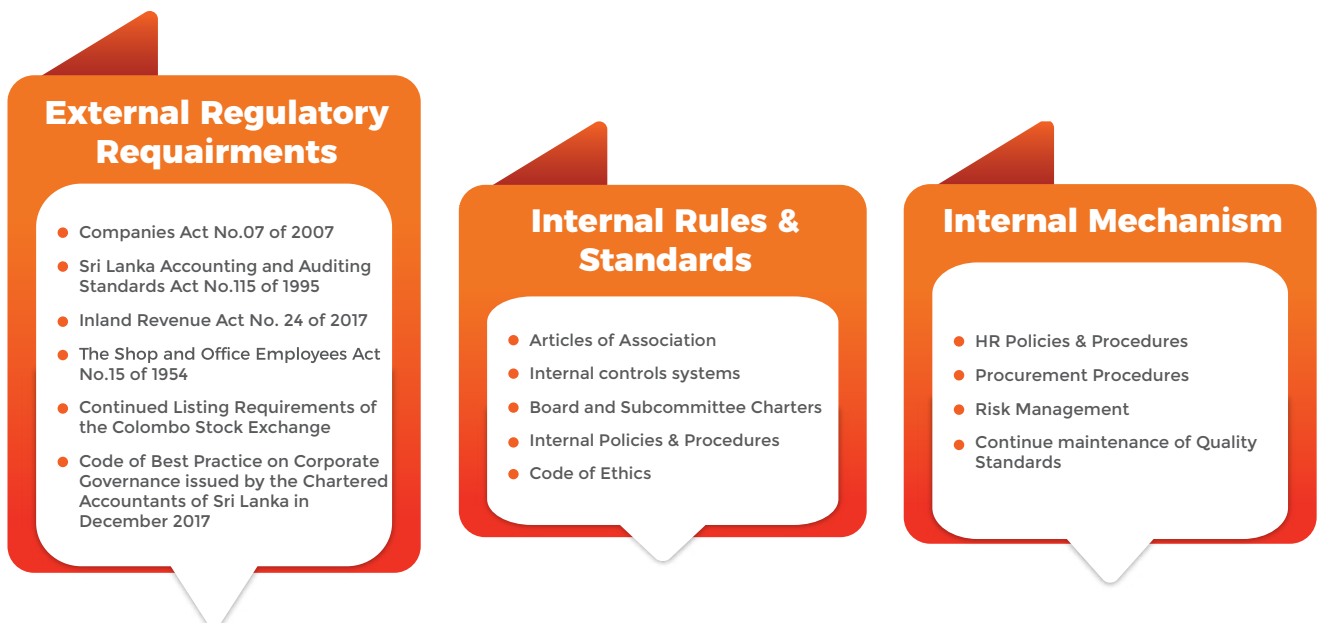 External Regulatory
Requairments
Companies Act No.07 of 2007
Sri Lanka Accounting and Auditing
Standards Act No.115 of 1995
Inland Revenue Act No. 24 of 2017
The Shop and Office Employees Act
No.15 of 1954
Continued Listing Requirements of
the Colombo Stock Exchange
Code of Best Practice on Corporate
Governance issued by the Chartered
Accountants of Sri Lanka in
December 2017
Internal Rules &
Standards
Articles of Association
Internal controls systems
Board and Subcommittee Charters
Internal Policies & Procedures
Code of Ethics
Internal Mechanism
HR Policies & Procedures
Procurement Procedures
Risk Management
Continue maintenance of Quality
Standards